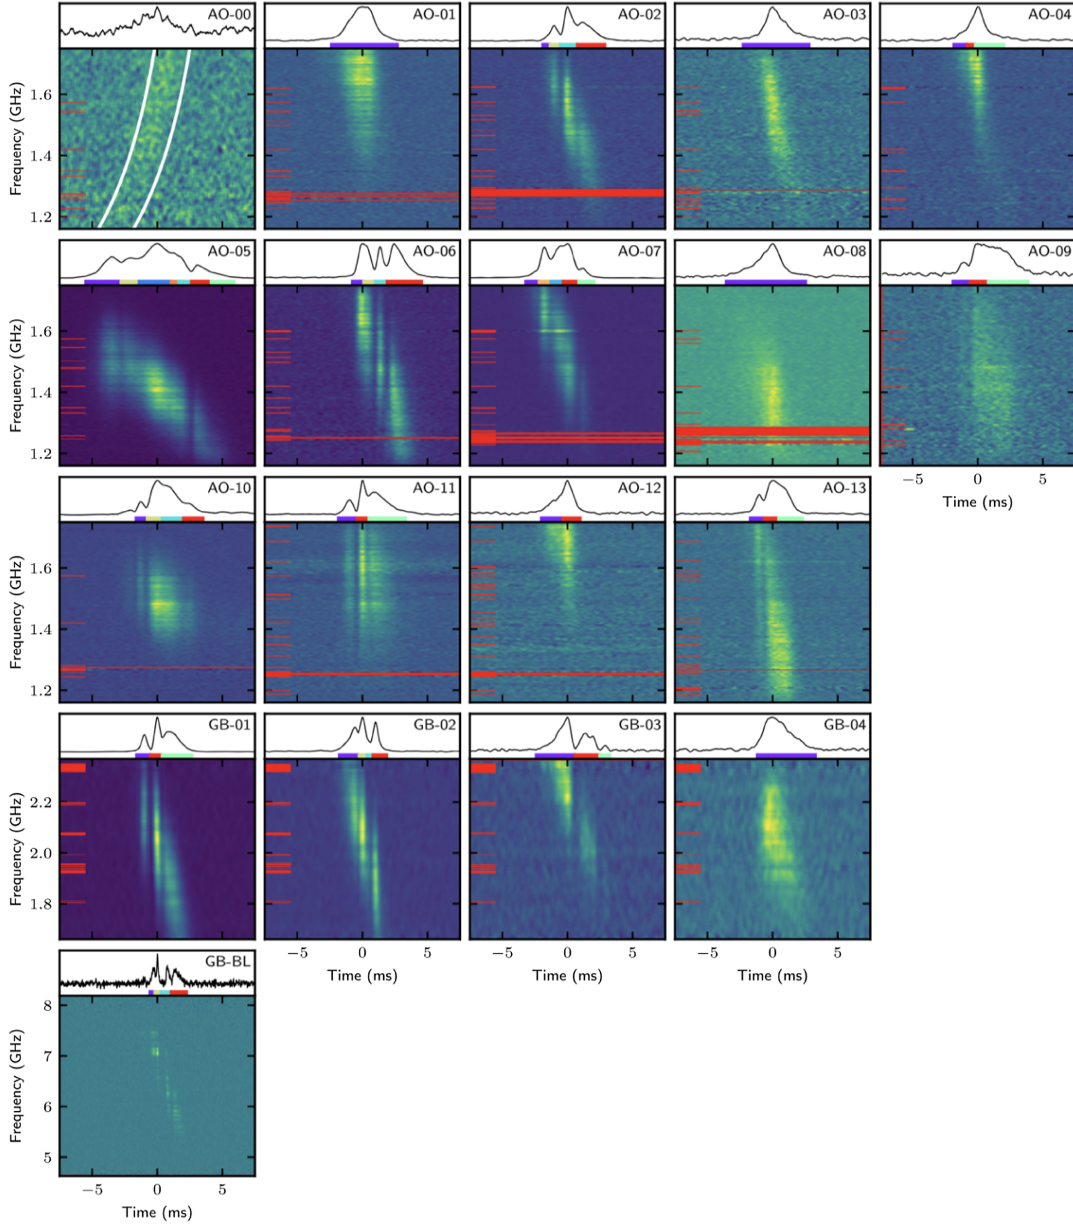 AO-00
AO-01
AO-02
AO-03
AO-04
Frequency (GHz)
1.6
1.4
1.2
AO-05
AO-06
AO-07
AO-08
AO-09
Frequency (GHz)
1.6
1.4
1.2
−5 0 5
Time (ms)
AO-10
AO-11
AO-12
AO-13
Frequency (GHz)
1.6
1.4
1.2
GB-01
GB-02
GB-03
GB-04
Frequency (GHz)
2.2
2.0
1.8
−5 0 5
−5 0 5
−5 0 5
Time (ms)
Time (ms)
Time (ms)
GB-BL
Frequency (GHz)
8
7
6
5
−5 0 5
Time (ms)